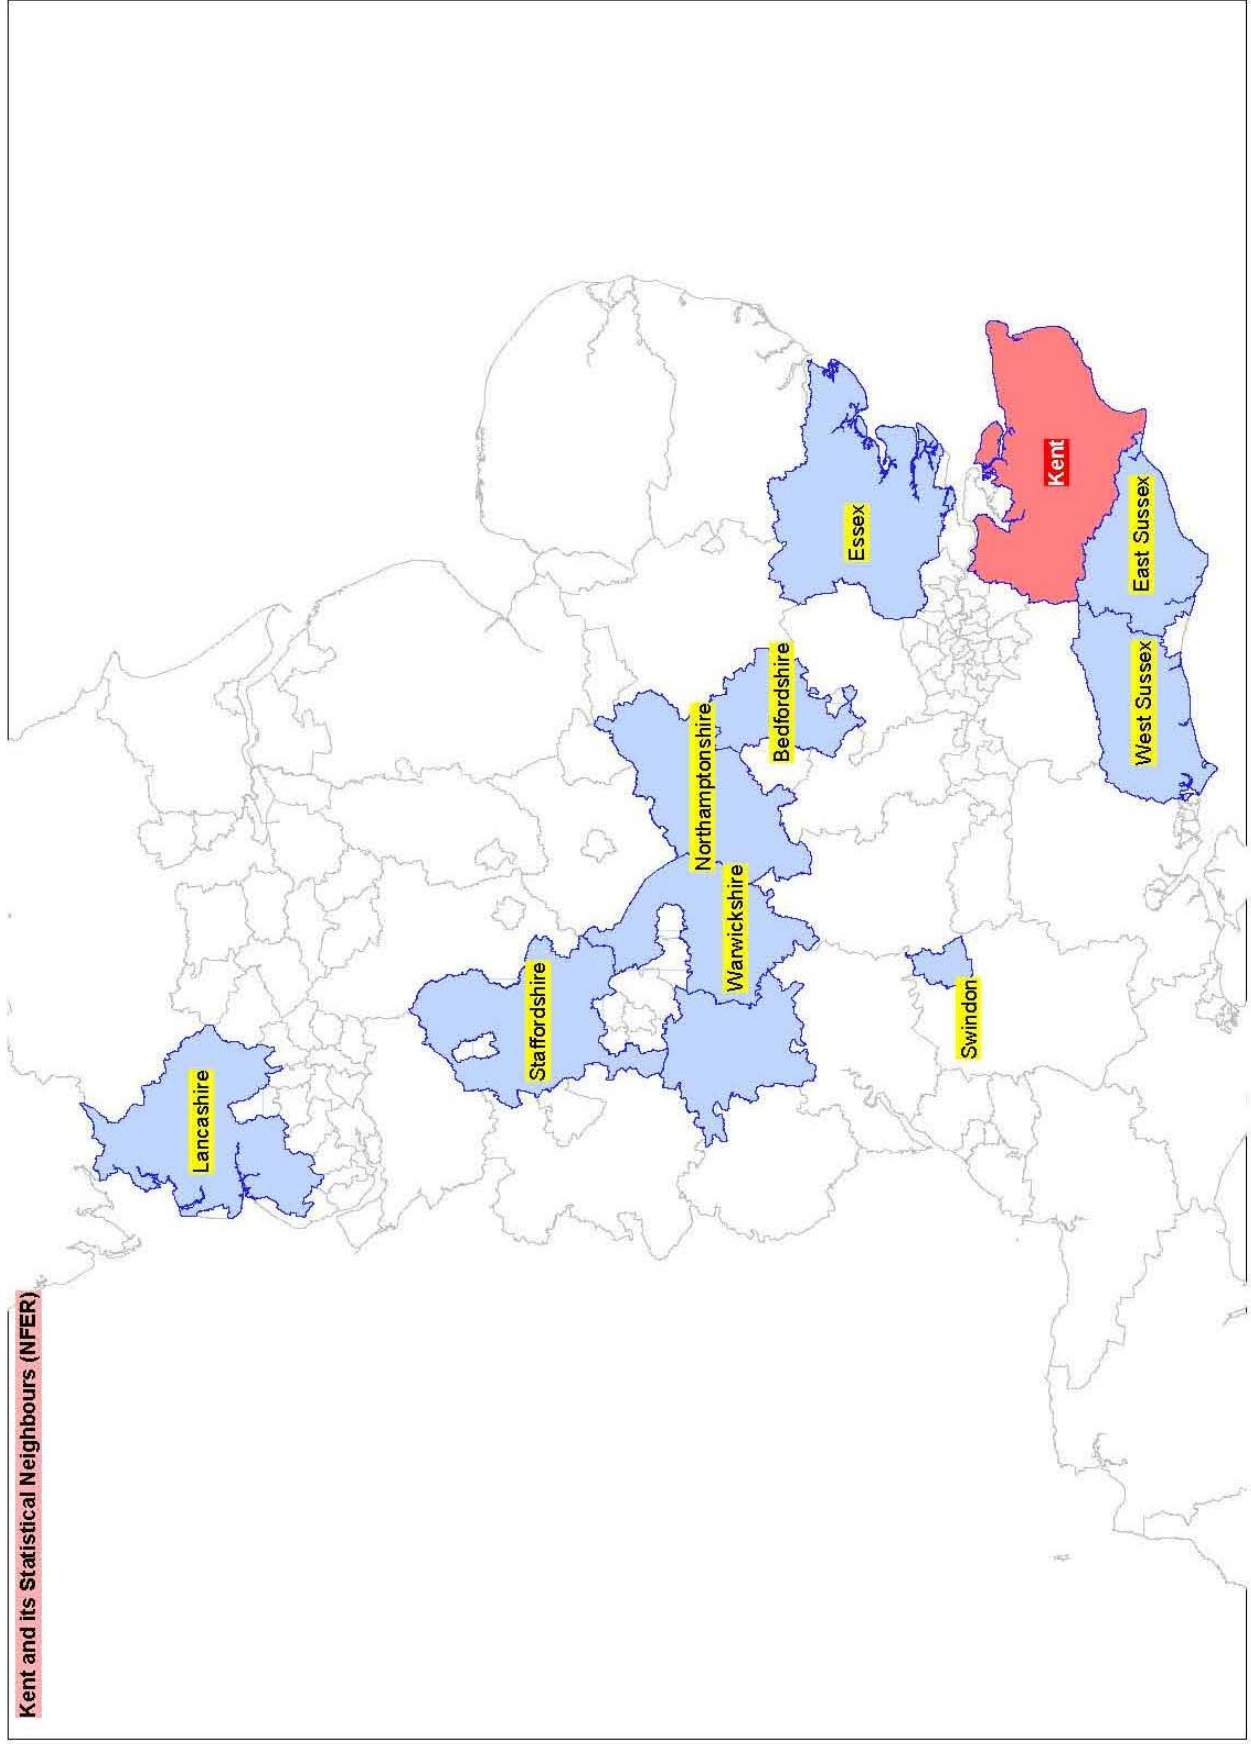 Kent and its Statistical Neighbours (NFER)
Lancashire
Staffordshire
Northamptonshire
Warwickshire
Bedfordshire
Essex
Swindon
Kent
West Sussex
East Sussex